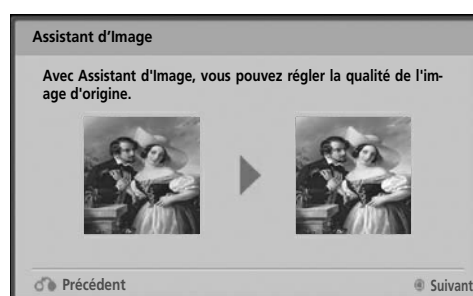 Assistant d'Image
Avec Assistant d'Image, vous pouvez régler la qualité de l'im-
age d'origine.
Précédent
Suivant